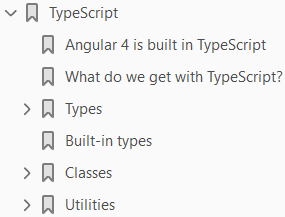 TypeScript
Angular 4 is built in TypeScript
What do we get with TypeScript?
Types
Built-in types
Classes
Utilities